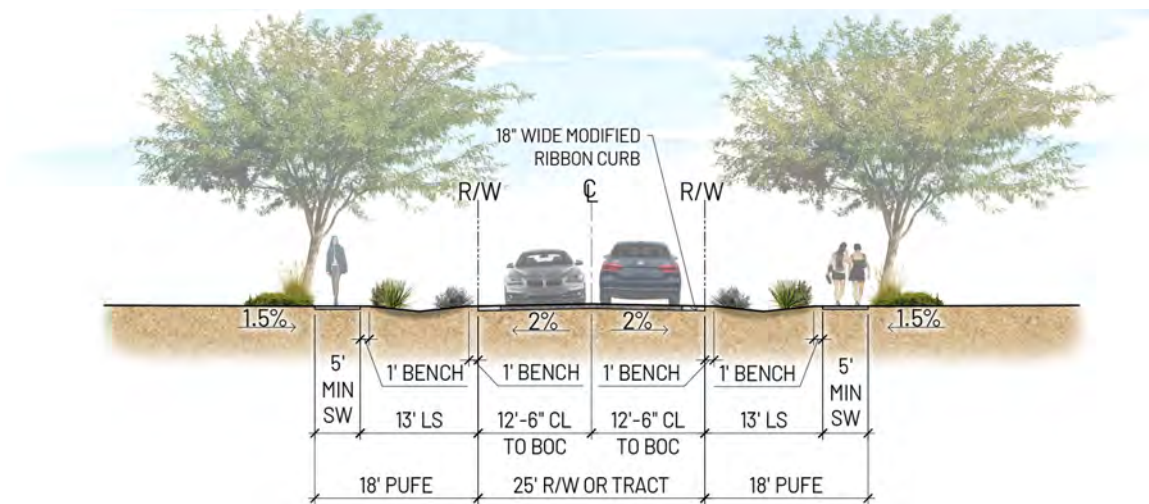 18" WIDE MODIFIED
RIBBON CURB
R/W
℄
R/W
1.5%
2%
2%
1.5%
5'
MIN
SW
1' BENCH
1' BENCH
1' BENCH
1' BENCH
5'
MIN
SW
13' LS
12'-6" CL
TO BOC
12'-6" CL
TO BOC
13' LS
18' PUFE
25' R/W OR TRACT
18' PUFE